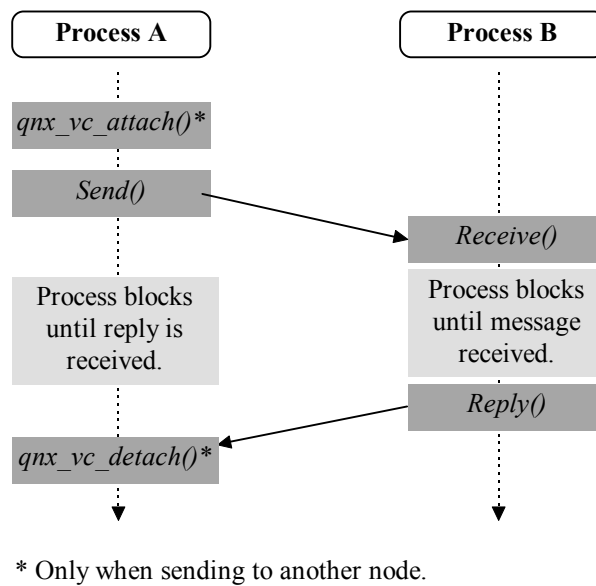 Process A
Process B
qnx_vc_attach()*
Send()
Receive()
Process blocks
until reply is
received.
Process blocks
until message
received.
Reply()
qnx_vc_detach()*
* Only when sending to another node.